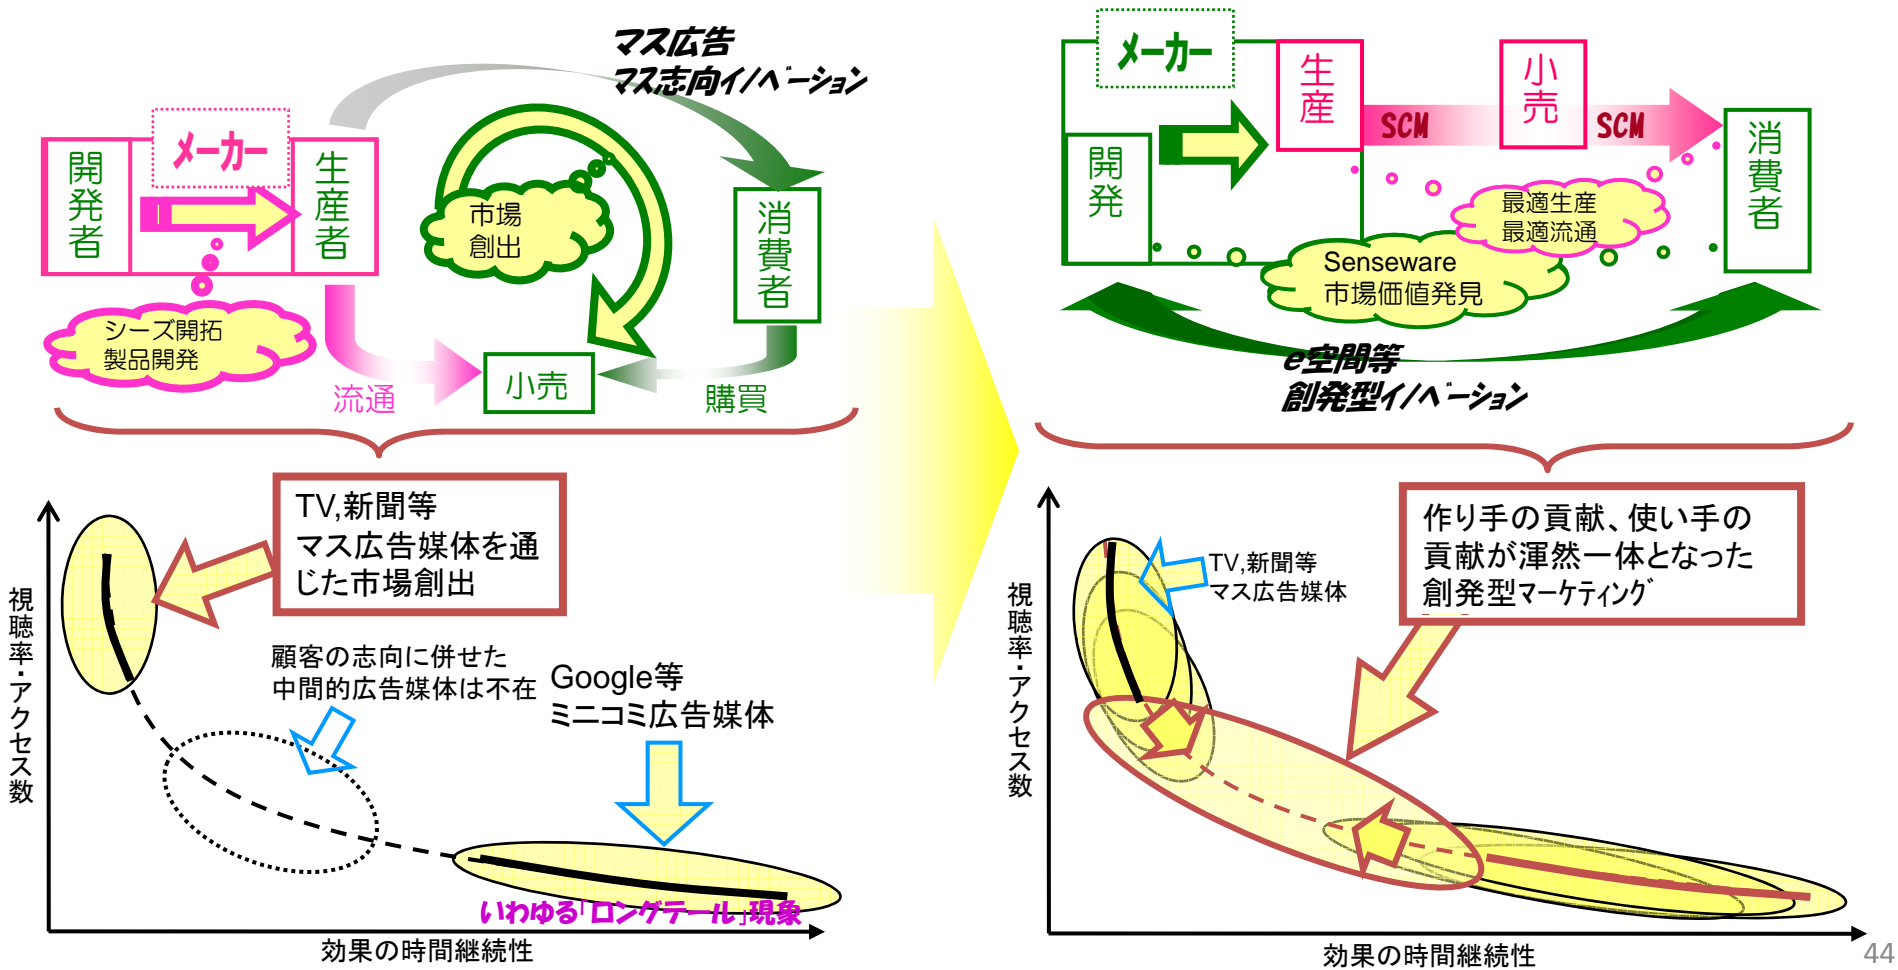 マス広告
マス志向イノベーション
メーカー
開発者
生産者
市場
創出
消費者
シーズ開拓
製品開発
流通
小売
購買
メーカー
生産
小売
SCM
SCM
開発
消費者
最適生産
最適流通
Senseware
市場価値発見
e空間等
創発型イノベーション
TV,新聞等
マス広告媒体を通
じた市場創出
視聴率・アクセス数
顧客の志向に併せた
中間的広告媒体は不在
Google等
ミニコミ広告媒体
いわゆる「ロングテール」現象
効果の時間継続性
作り手の貢献、使い手の
貢献が渾然一体となった
創発型マーケティング
TV,新聞等
マス広告媒体
視聴率・アクセス数
効果の時間継続性
44